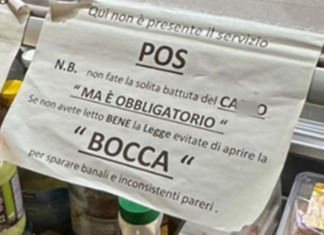 Qui non è presente il servizio
POS
N.B. non fate la solita battuta del CA O
“MA È OBBLIGATORIO “
Se non avete letto BENE la Legge evitate di aprire la
“ BOCCA “
per sparare banali e inconsistenti pareri .